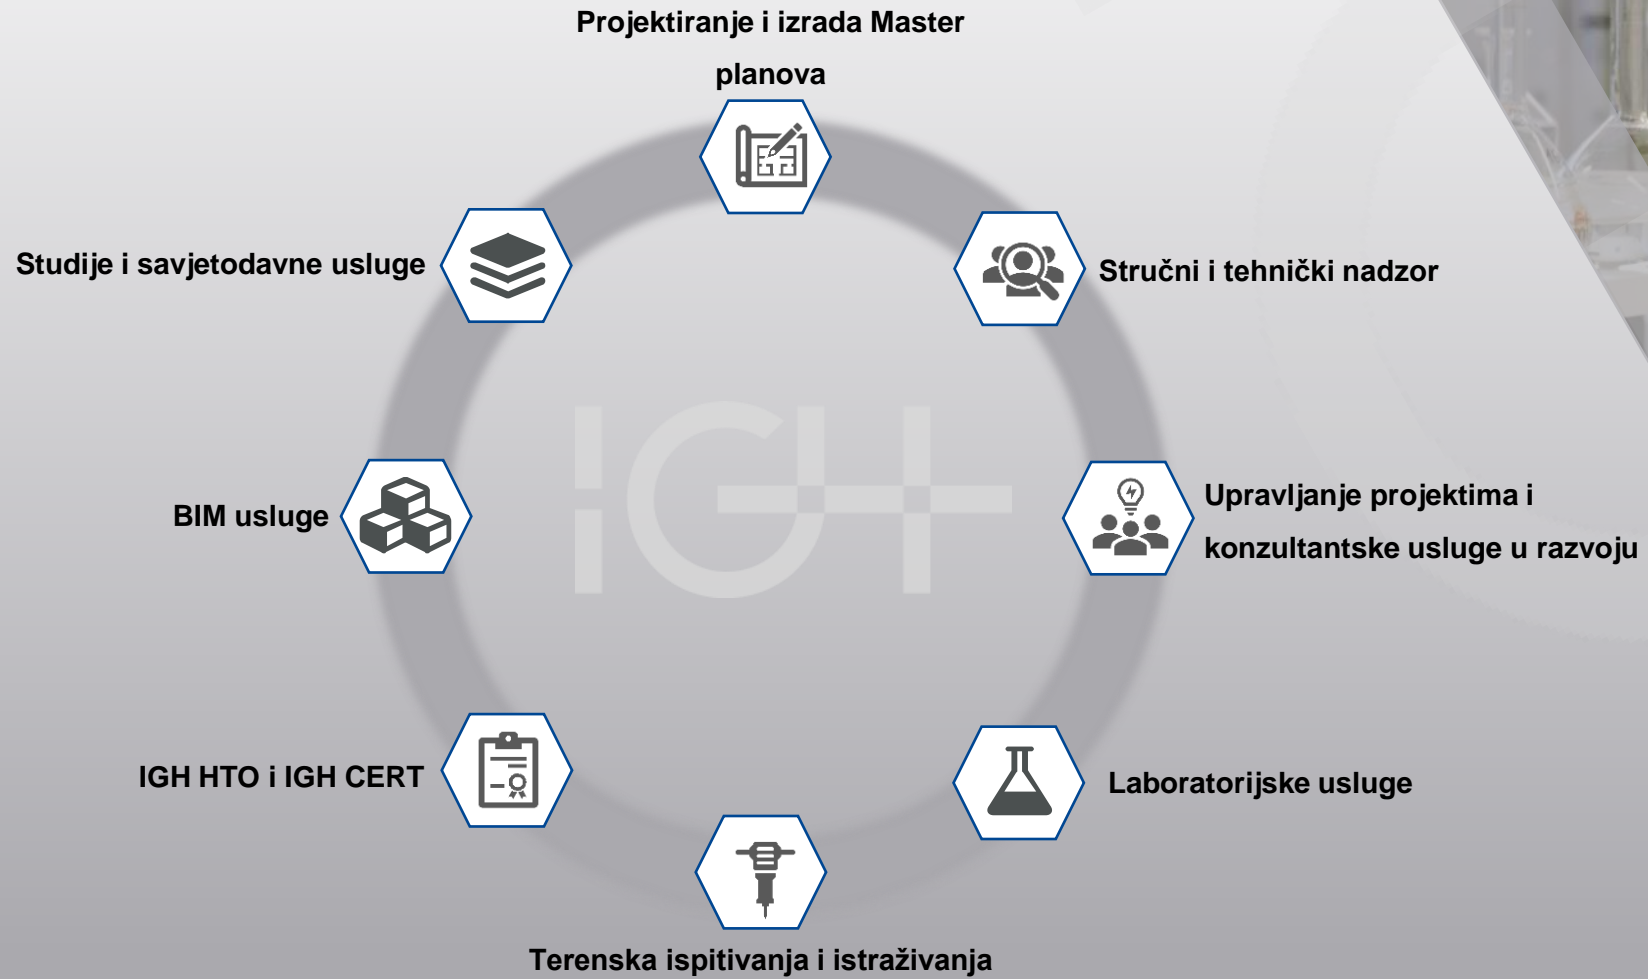 Projektiranje i izrada Master
planova
Studije i savjetodavne usluge
Stručni i tehnički nadzor
IGH
Upravljanje projektima i
konzultantske usluge u razvoju
BIM usluge
IGH HTO i IGH CERT
Laboratorijske usluge
Terenska ispitivanja i istraživanja